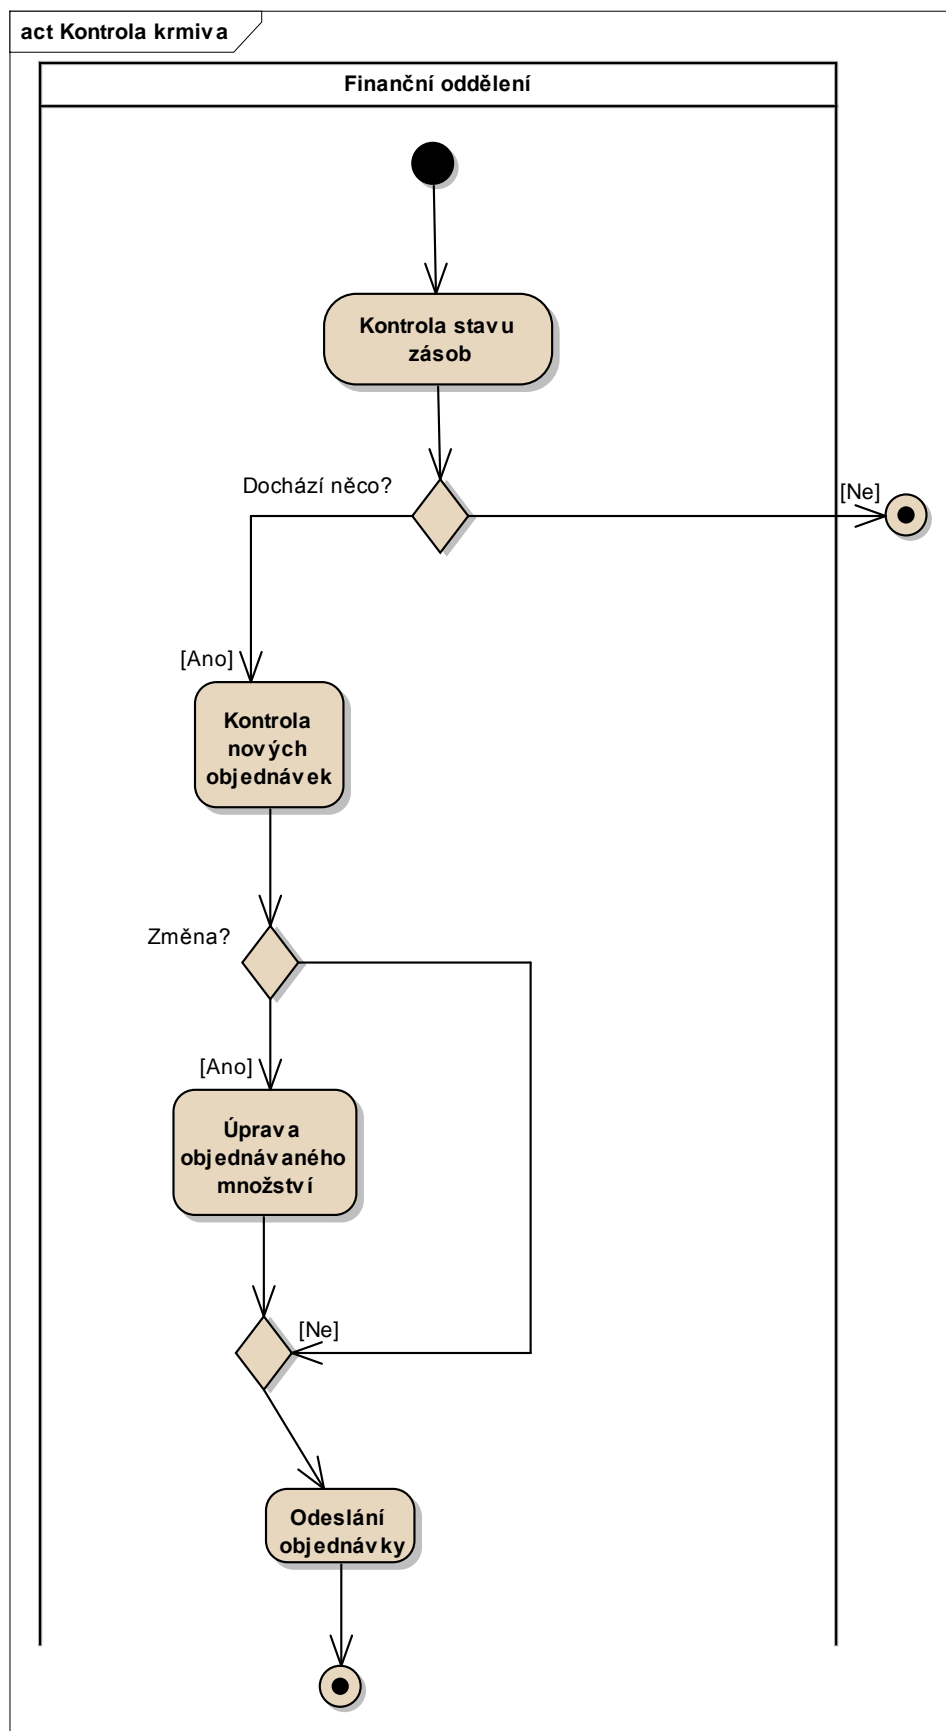 act Kontrola krmiva
Finanční oddělení
Kontrola stavu
zásob
Dochází něco?
[Ne]
[Ano]
Kontrola
nových
objednávek
Změna?
[Ano]
Úprava
objednávaného
množství
[Ne]
Odeslání
objednávky